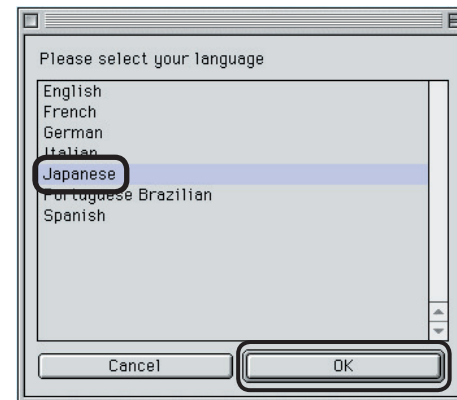 Please select your language
English
French
German
Italian
Japanese
Portuguese Brazilian
Spanish
Cancel
OK